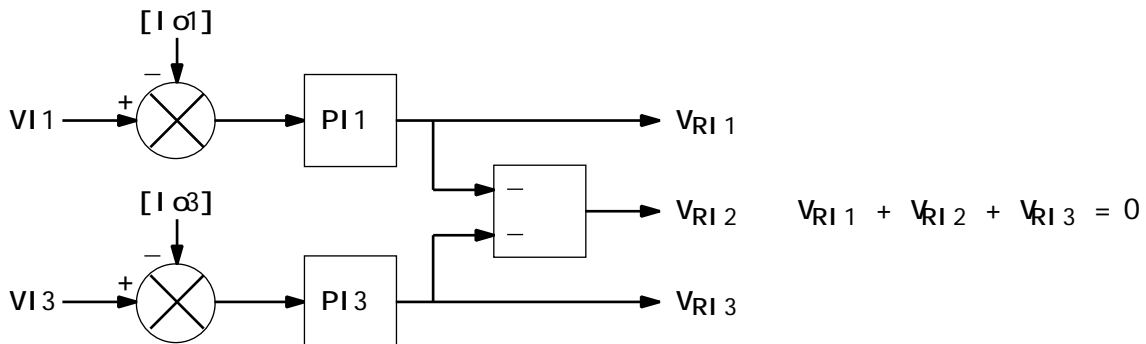 [Io1]
−
+
VI1
PI1
VRI1
−
−
VRI2
VRI1 + VRI2 + VRI3 = 0
[Io3]
−
+
VI3
PI3
VRI3